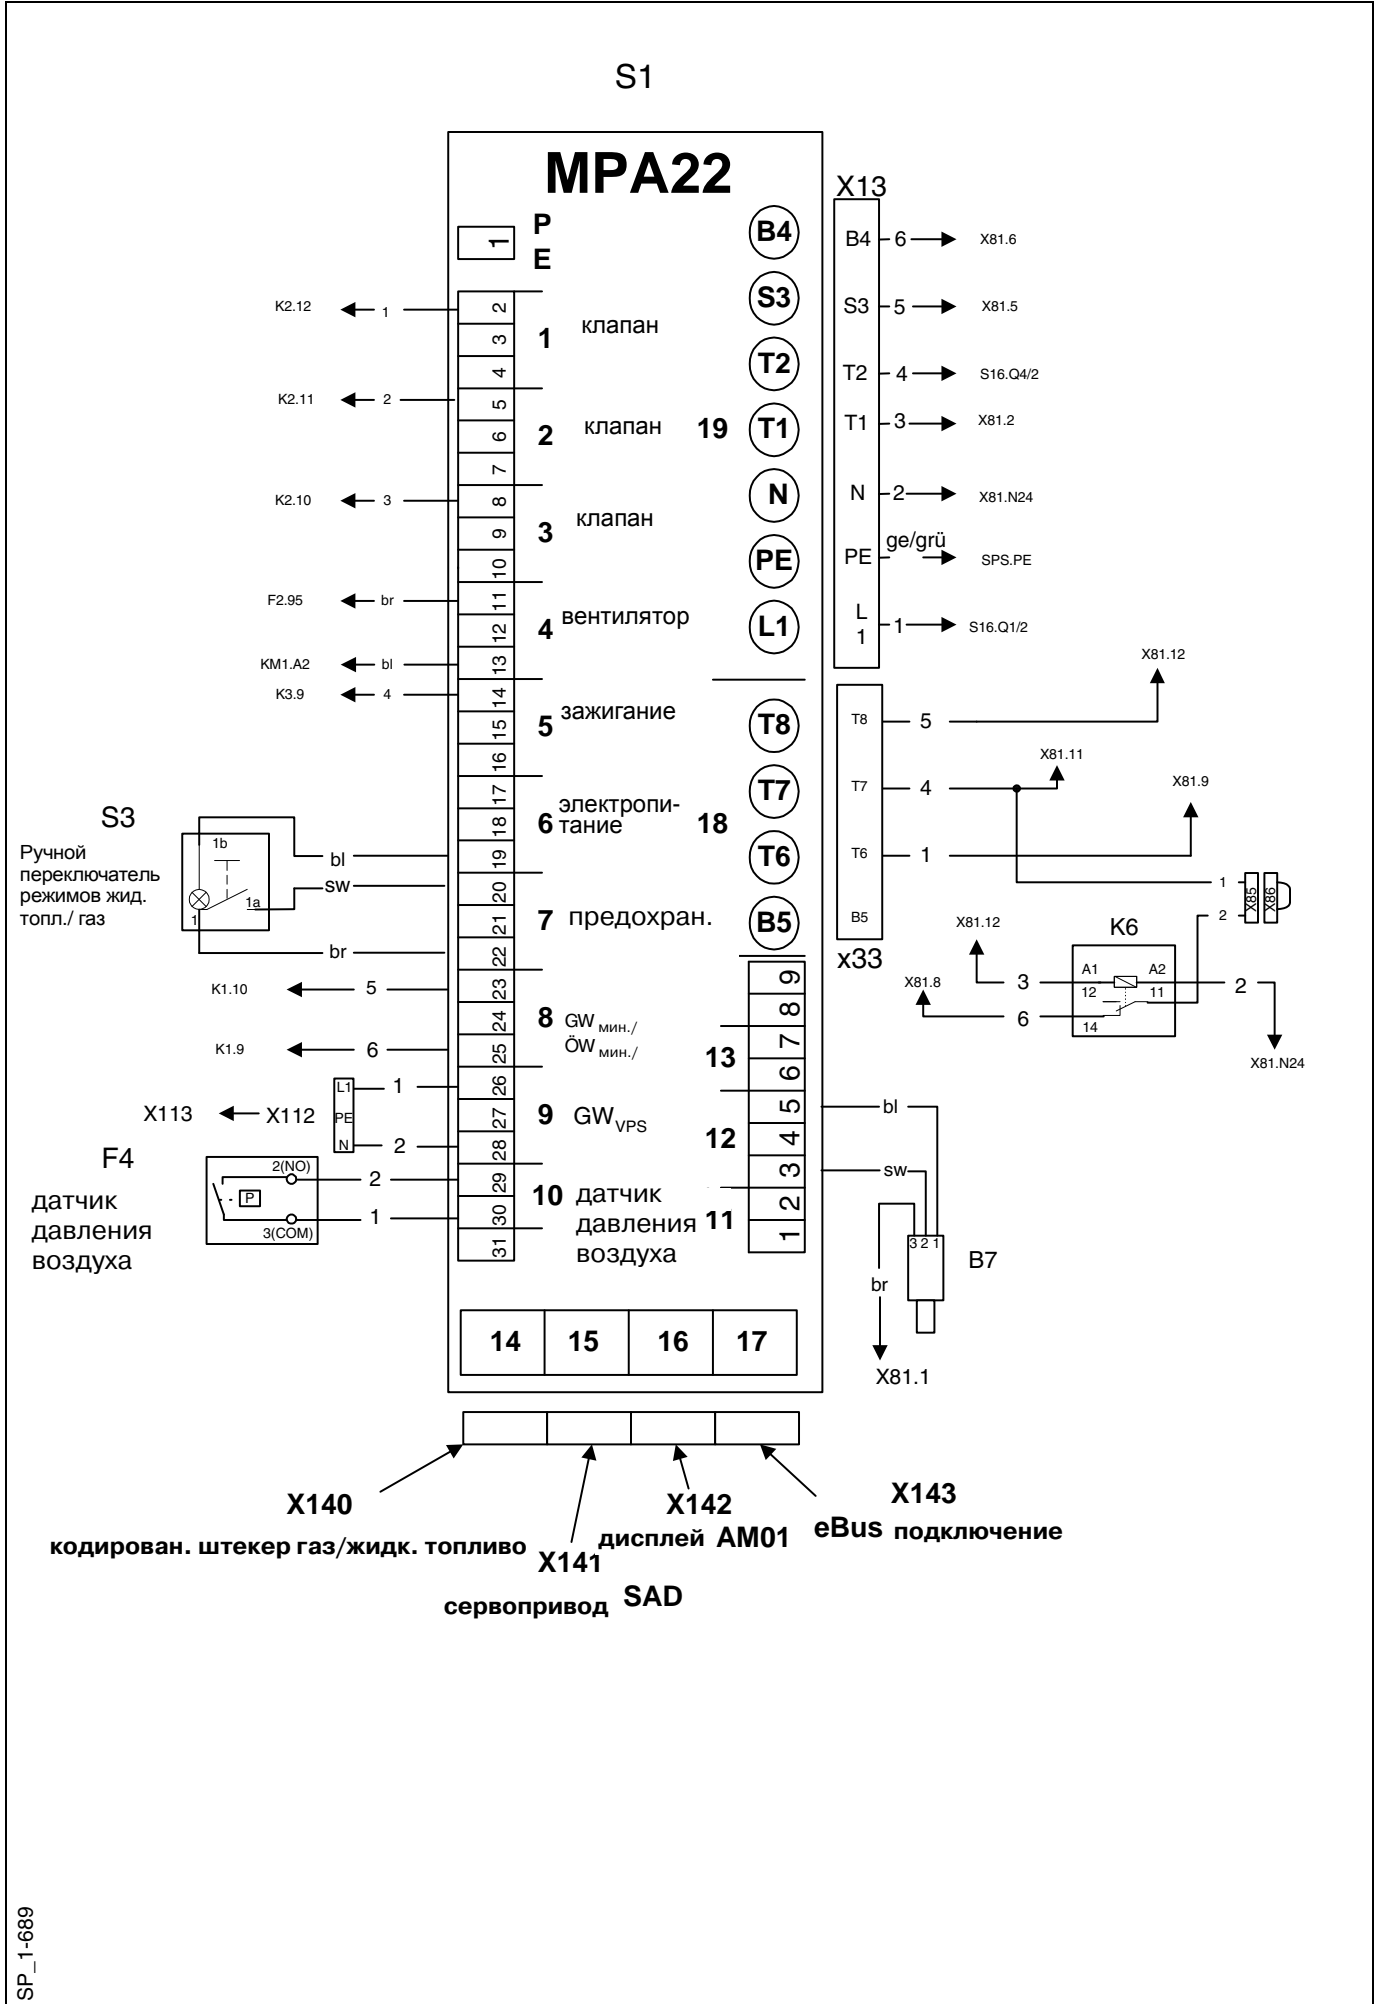 S1
MPA22
P
E
1
2
3
4
5
6
7
8
9
10
11
12
13
14
15
16
17
18
19
20
21
22
23
24
25
26
27
28
29
30
31
1 клапан
2 клапан
3 клапан
4 вентилятор
5 зажигание
6 электропи-
тание
7 предохран.
8 GW мин./
ÖW мин./
9 GW VPS
10 датчик
давления
воздуха
K2.12 1
K2.11 2
K2.10 3
F2.95 br
KM1.A2 bl
K3.9 4
S3
Ручной
переключатель
режимов жид.
топл./ газ
1b
1a
1
bl
sw
br
K1.10 5
K1.9 6
X113 X112
L1
PE
N
1
2
F4
датчик
давления
воздуха
2(NO)
P
3(COM)
2
1
19
B4
S3
T2
T1
N
PE
L1
18
T8
T7
T6
B5
9
8
7
6
5
4
3
2
1
13
12
11
X13
B4 6 X81.6
S3 5 X81.5
T2 4 S16.Q4/2
T1 3 X81.2
N 2 X81.N24
PE ge/grü SPS.PE
L
1 1 S16.Q1/2
T8 5 X81.12
T7 4 X81.11
T6 1 X81.9
B5
x33
1
2
X85
X86
K6
X81.12
X81.8
3
6
A1
A2
12
11
14
2
X81.N24
bl
sw
br
3 2 1
B7
X81.1
14 15 16 17
X140
кодирован. штекер газ/жидк. топливо
X141
сервопривод SAD
X142
дисплей AM01
X143
eBus подключение
SP_1-689